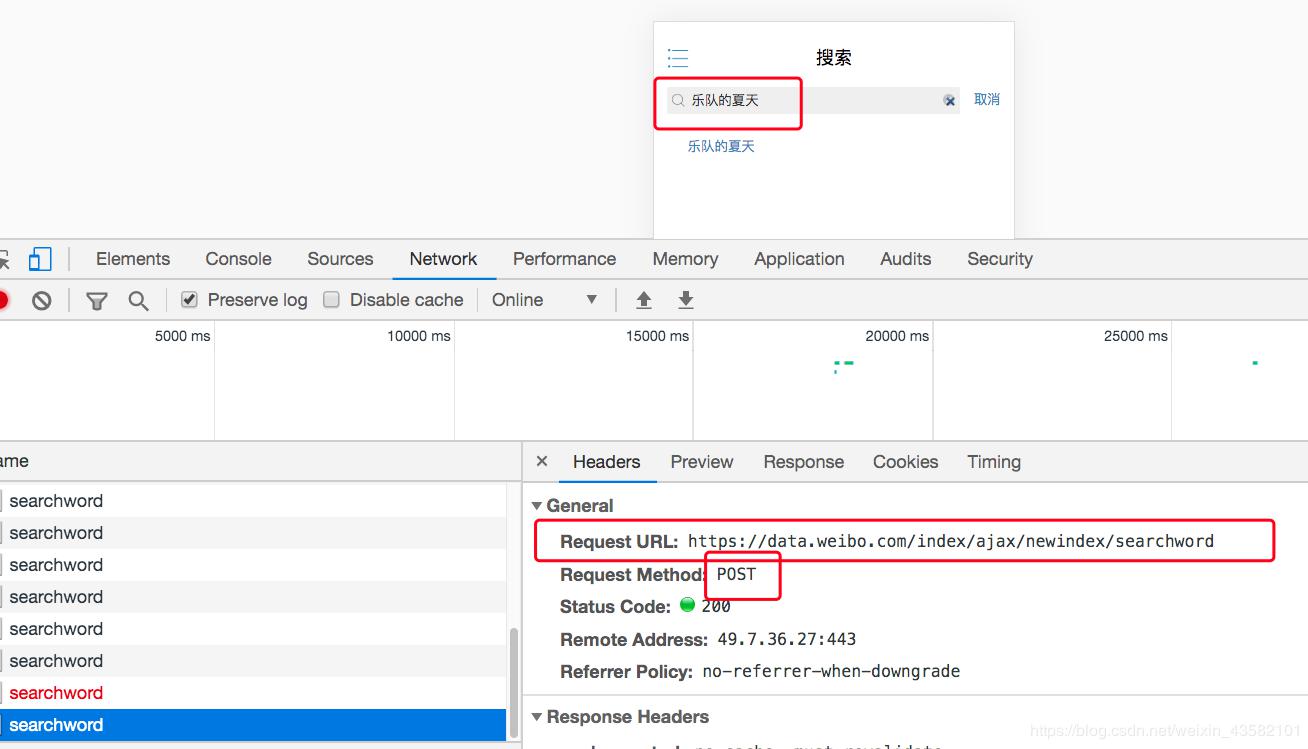 搜索
乐队的夏天 取消
乐队的夏天
Elements Console Sources Network Performance Memory Application Audits Security
Preserve log Disable cache Online
5000 ms 10000 ms 15000 ms 20000 ms 25000 ms
ame
searchword
searchword
searchword
searchword
searchword
searchword
searchword
searchword
Headers Preview Response Cookies Timing
General
Request URL: https://data.weibo.com/index/ajax/newindex/searchword
Request Method: POST
Status Code: 200
Remote Address: 49.7.36.27:443
Referrer Policy: no-referrer-when-downgrade
Response Headers
https://blog.csdn.net/weixin_43582101